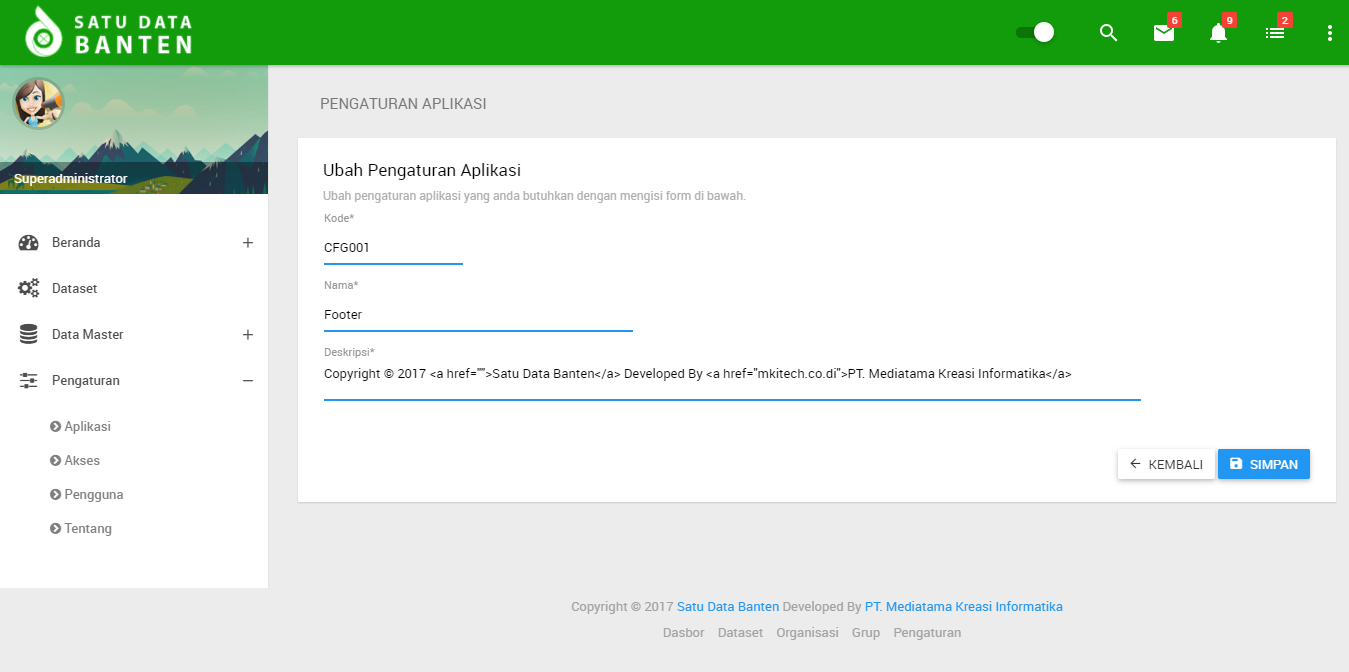 SATU DATA
BANTEN
6
9
2
Superadministrator
Beranda
Dataset
Data Master
Pengaturan
Aplikasi
Akses
Pengguna
Tentang
PENGATURAN APLIKASI
Ubah Pengaturan Aplikasi
Ubah pengaturan aplikasi yang anda butuhkan dengan mengisi form di bawah.
Kode*
CFG001
Nama*
Footer
Deskripsi*
Copyright © 2017 <a href="">Satu Data Banten</a> Developed By <a href="mkitech.co.di">PT. Mediatama Kreasi Informatika</a>
KEMBALI SIMPAN
Copyright © 2017 Satu Data Banten Developed By PT. Mediatama Kreasi Informatika
Dasbor Dataset Organisasi Grup Pengaturan